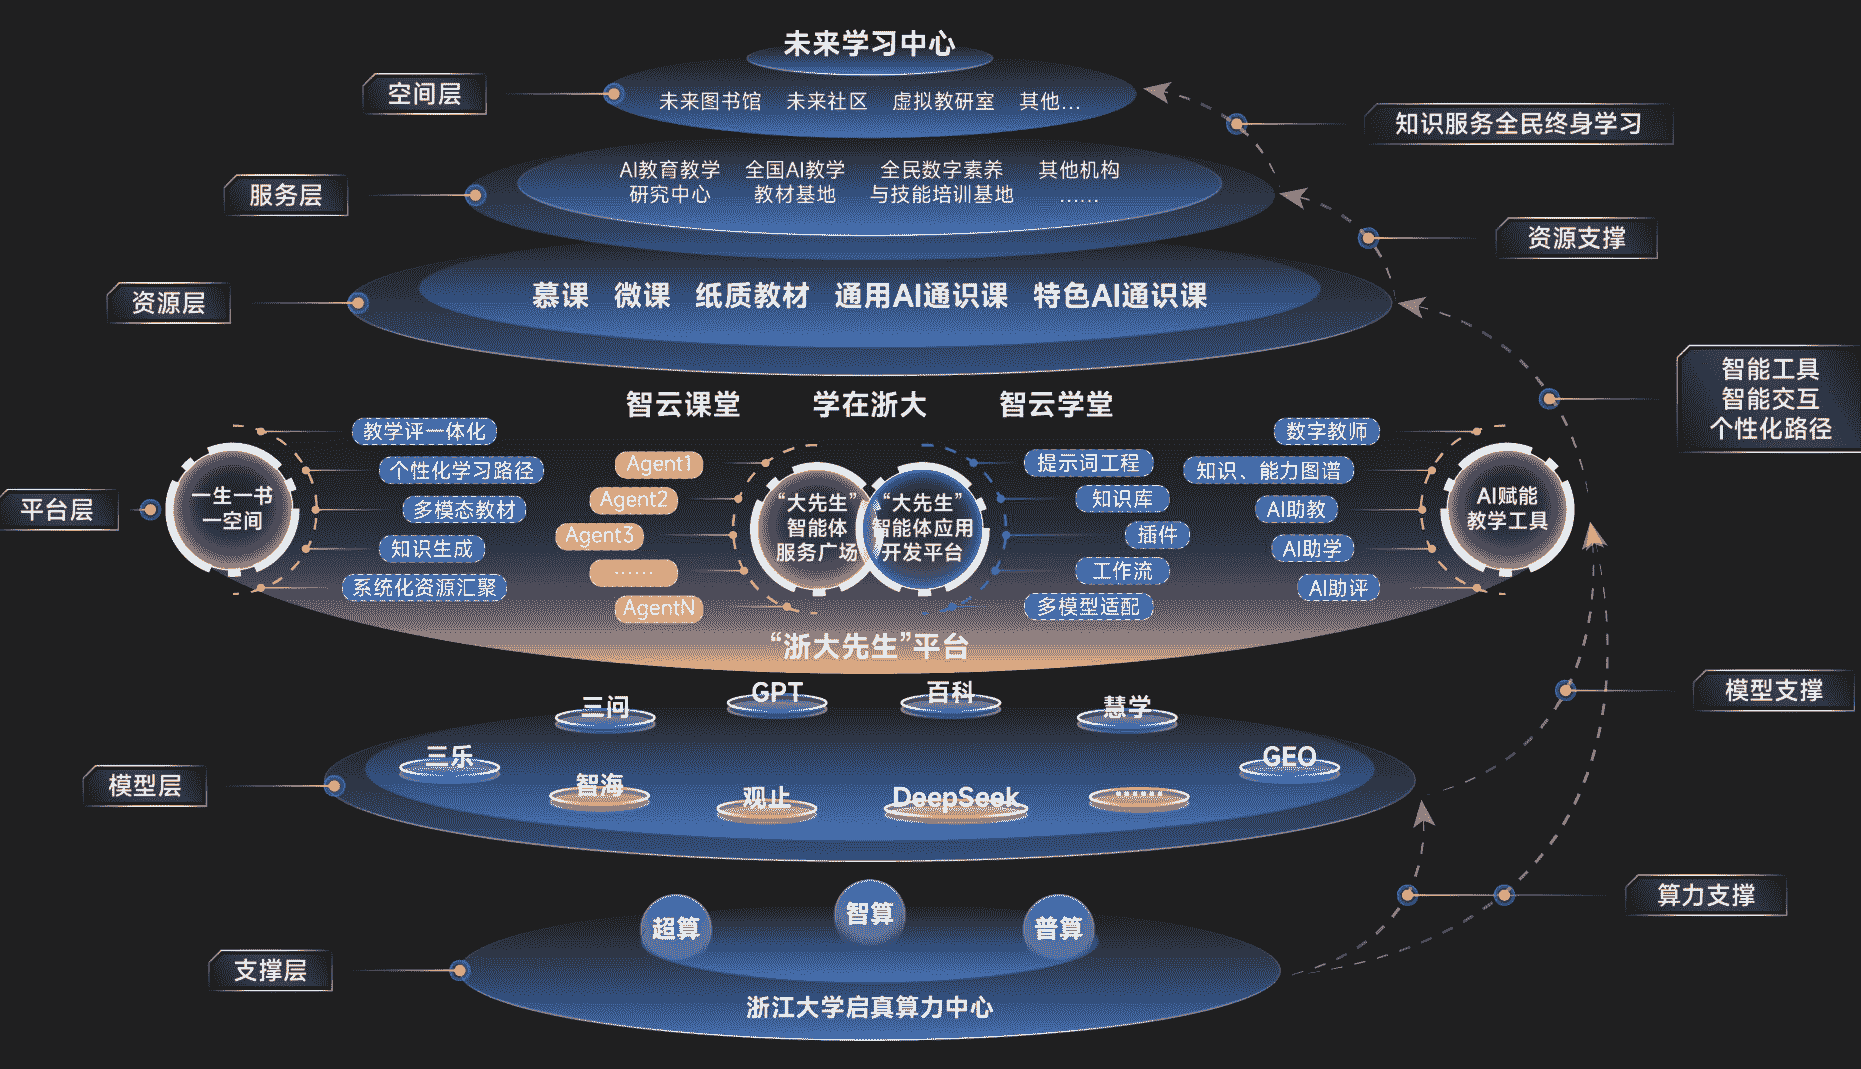 未来学习中心
空间层
未来图书馆 未来社区 虚拟教研室 其他...
知识服务全民终身学习
服务层
AI教育教学
研究中心
全国AI教学
教材基地
全民数字素养
与技能培训基地
其他机构
......
资源支撑
资源层
慕课 微课 纸质教材 通用AI通识课 特色AI通识课
智能工具
智能交互
个性化路径
智云课堂 学在浙大 智云学堂
平台层
一生一书
一空间
教学评一体化
个性化学习路径
多模态教材
知识生成
系统化资源汇聚
Agent1
Agent2
Agent3
......
AgentN
“大先生”
智能体
服务广场
“大先生”
智能体应用
开发平台
提示词工程
知识库
插件
工作流
多模型适配
数字教师
知识、能力图谱
AI助教
AI助学
AI助评
AI赋能
教学工具
“浙大先生”平台
模型支撑
模型层
三问
GPT
百科
慧学
三乐
GEO
智海
观止
DeepSeek
......
算力支撑
支撑层
超算
智算
普算
浙江大学启真算力中心